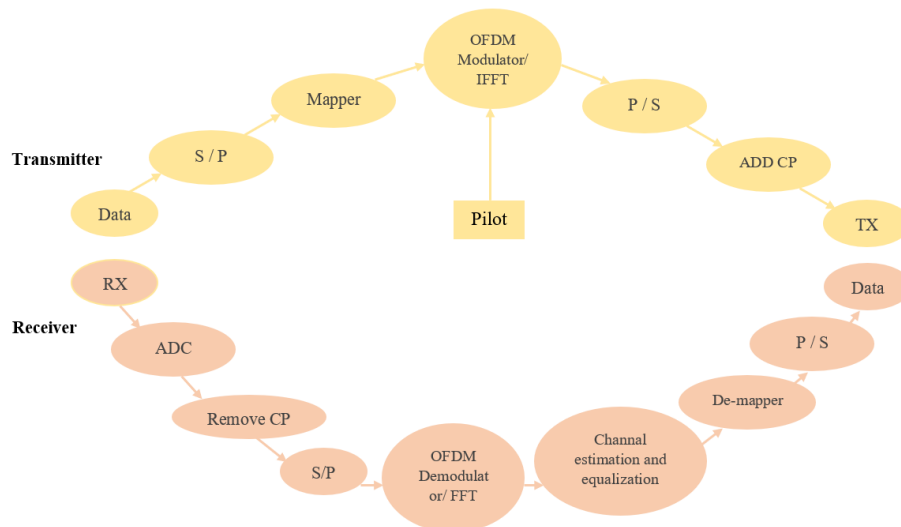 OFDM
Modulator/
IFFT
Mapper
P / S
Transmitter
S / P
ADD CP
Data
Pilot
TX
RX
Data
Receiver
ADC
P / S
Remove CP
De-mapper
S/P
OFDM
Demodulat
or/ FFT
Channal
estimation and
equalization